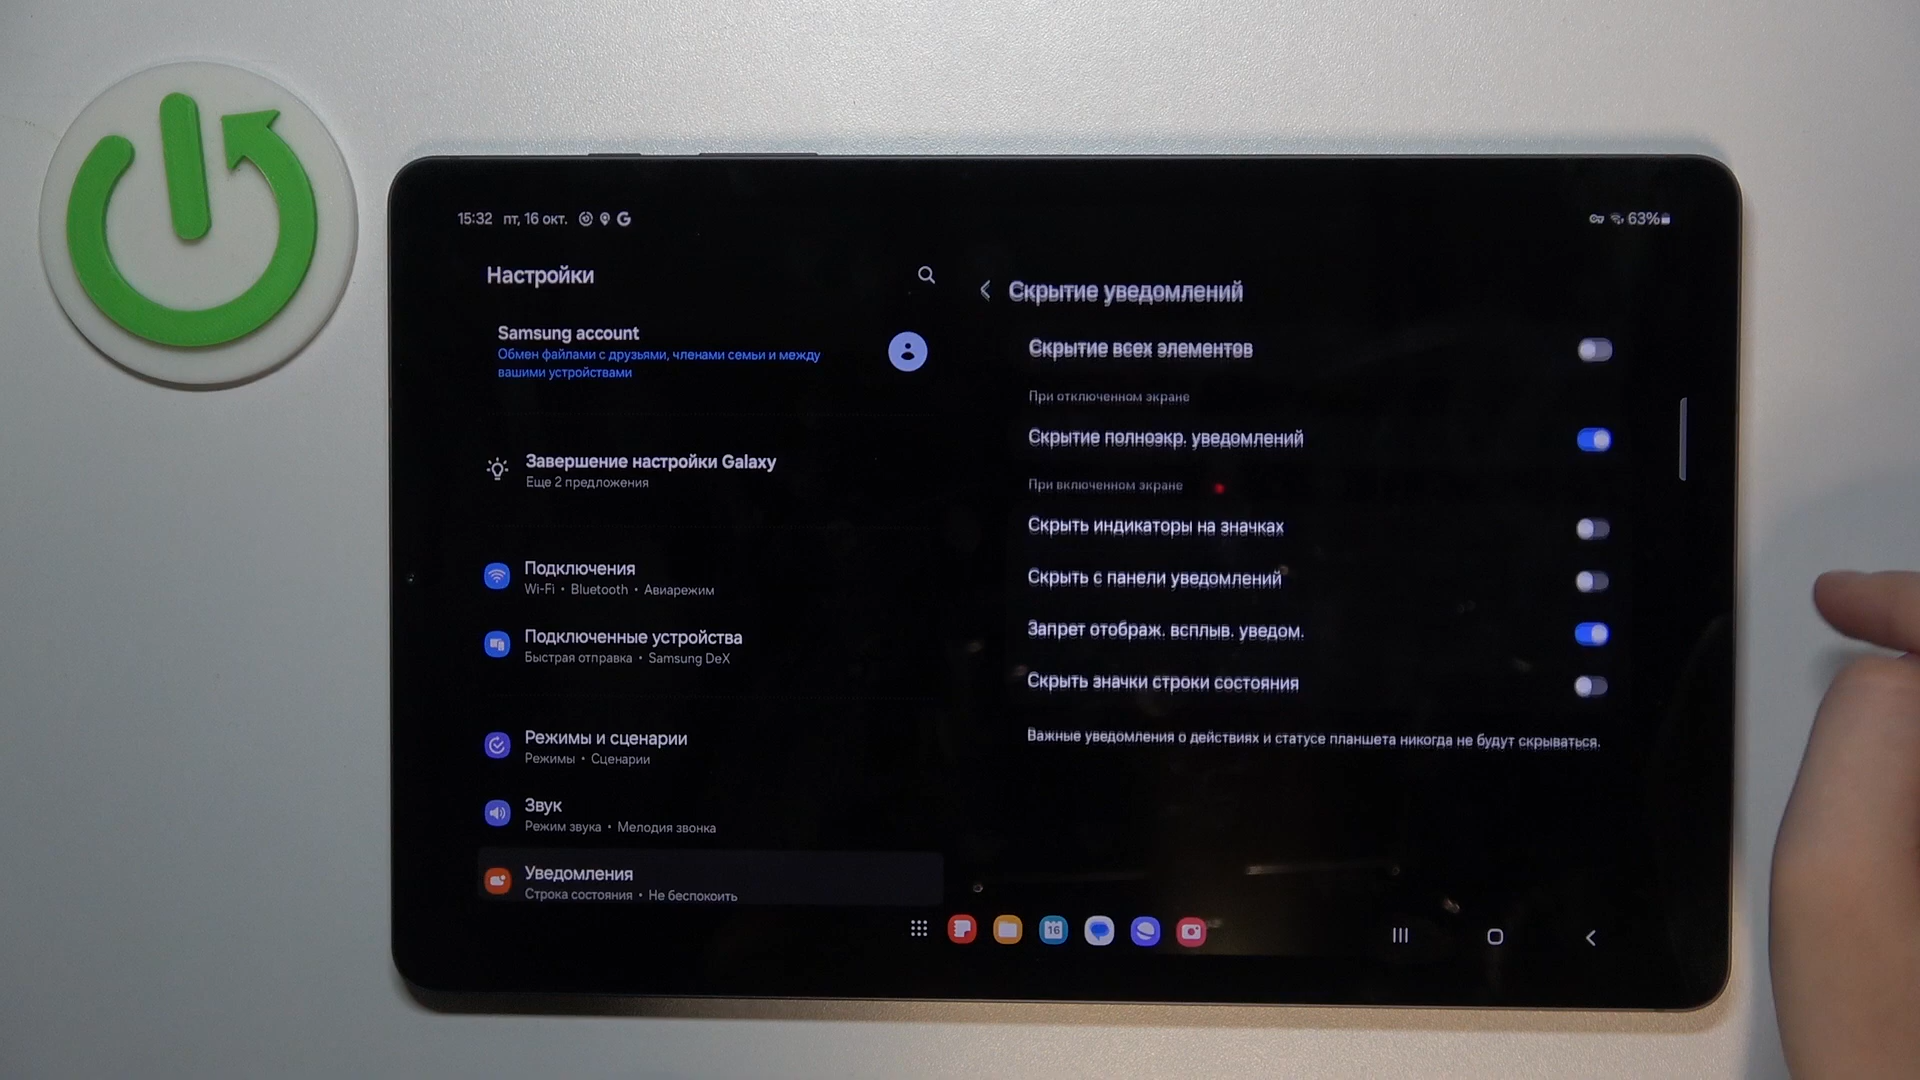 15:32 пт, 16 окт.
63%
Настройки
Samsung account
Обмен файлами с друзьями, членами семьи и между
вашими устройствами
Завершение настройки Galaxy
Еще 2 предложения
Подключения
Wi-Fi • Bluetooth • Авиарежим
Подключенные устройства
Быстрая отправка • Samsung DeX
Режимы и сценарии
Режимы • Сценарии
Звук
Режим звука • Мелодия звонка
Уведомления
Строка состояния • Не беспокоить
Скрытие уведомлений
Скрытие всех элементов
При отключенном экране
Скрытие полноэкр. уведомлений
При включенном экране
Скрыть индикаторы на значках
Скрыть с панели уведомлений
Запрет отображ. всплыв. уведом.
Скрыть значки строки состояния
Важные уведомления о действиях и статусе планшета никогда не будут скрываться.
16